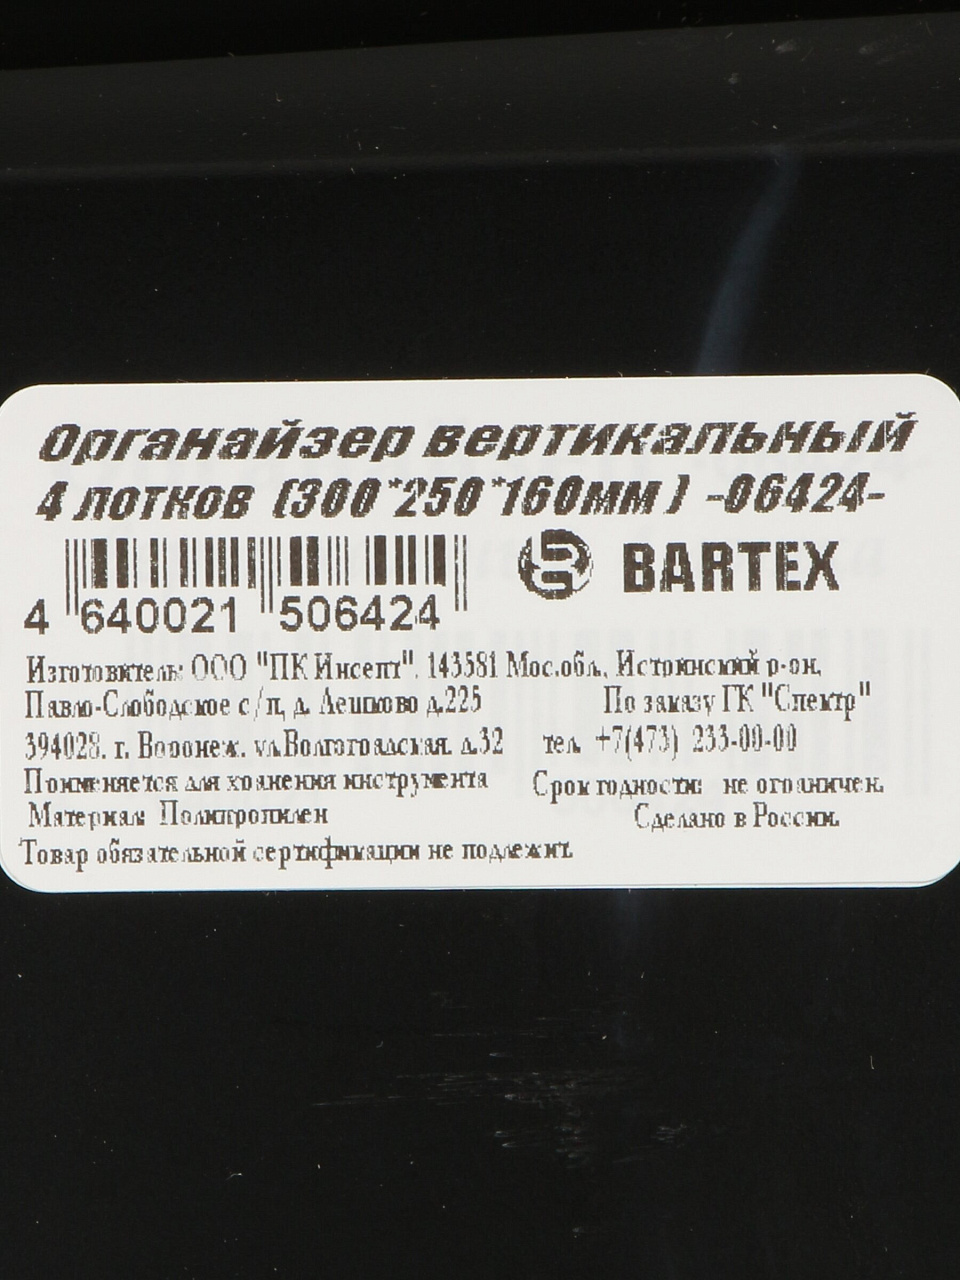 Органайзер вертикальный
4 лотков (300*250*160мм) -06424-
BARTEX
4 640021 506424
Изготовитель: ООО "ПК Инсепт". 143581 Мос.обл., Истринский р-он,
Павло-Слободское с/п, д. Лешково д.225 По заказу ГК "Спектр"
394028. г. Воронеж. ул.Волгоградская. д.32 тел. +7(473) 233-00-00
Применяется для хранения инструмента Срок годности: не ограничен.
Материал: Полипропилен Сделано в России.
Товар обязательной сертификации не подлежит.